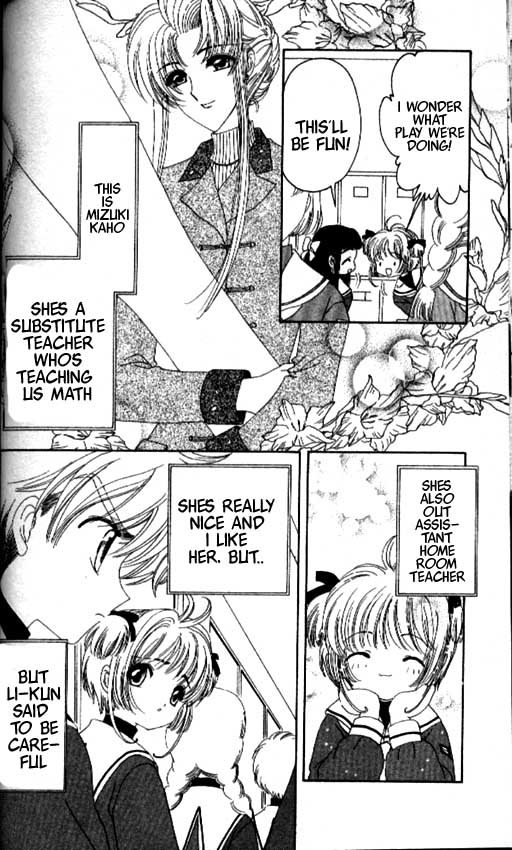 I WONDER
WHAT
PLAY WERE
DOING!
THIS'LL
BE FUN!
THIS
IS
MIZUKI
KAHO
SHES A
SUBSTITUTE
TEACHER
WHOS
TEACHING
US MATH
SHES
ALSO
OUT
ASSIS-
TANT
HOME
ROOM
TEACHER
SHES REALLY
NICE AND
I LIKE
HER. BUT..
BUT
LI-KUN
SAID
TO BE
CARE-
FUL